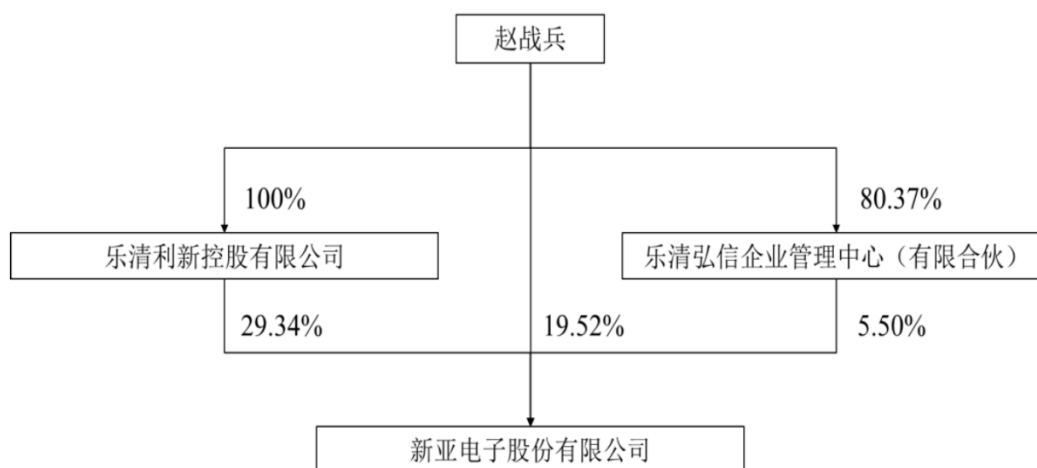 赵战兵
100%
80.37%
乐清利新控股有限公司
乐清弘信企业管理中心（有限合伙）
29.34%
19.52%
5.50%
新亚电子股份有限公司